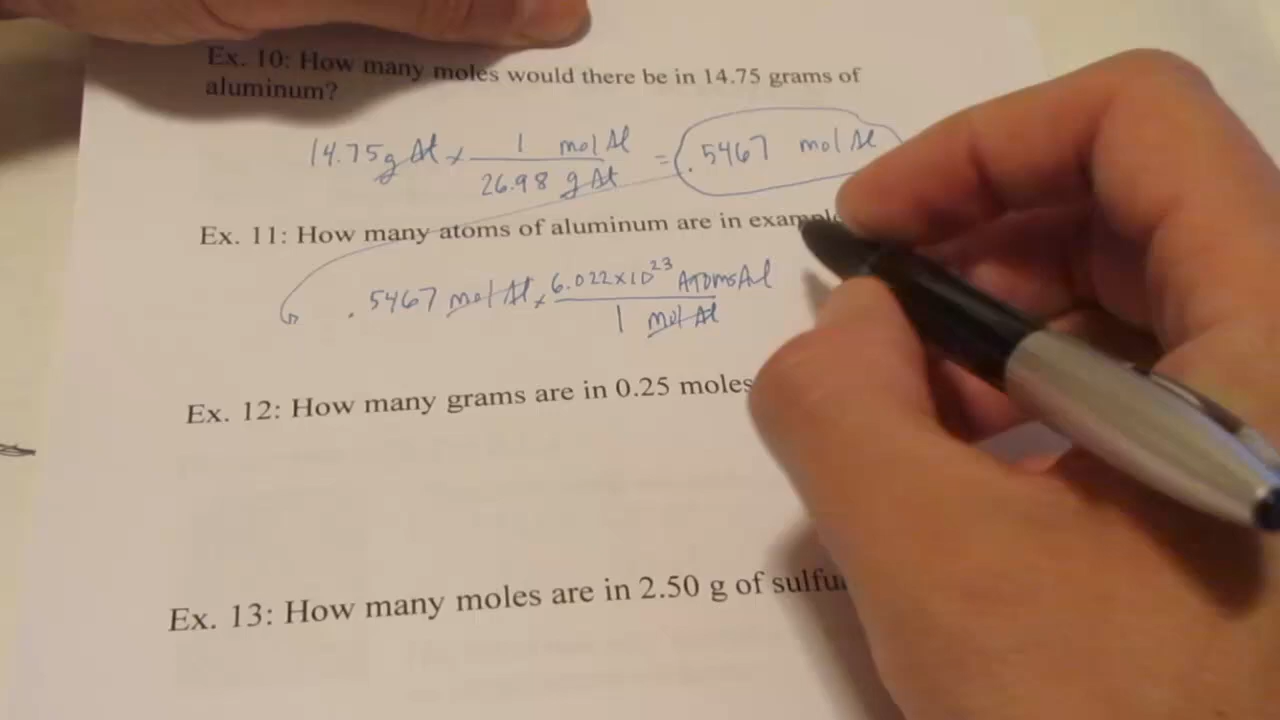 Ex. 10: How many moles would there be in 14.75 grams of
aluminum?
14.75 g Al x 1 mol Al / 26.98 g Al = .5467 mol Al
Ex. 11: How many atoms of aluminum are in example
.5467 mol Al x 6.022x10^23 Atoms Al / 1 mol Al
Ex. 12: How many grams are in 0.25 moles
Ex. 13: How many moles are in 2.50 g of sulfu